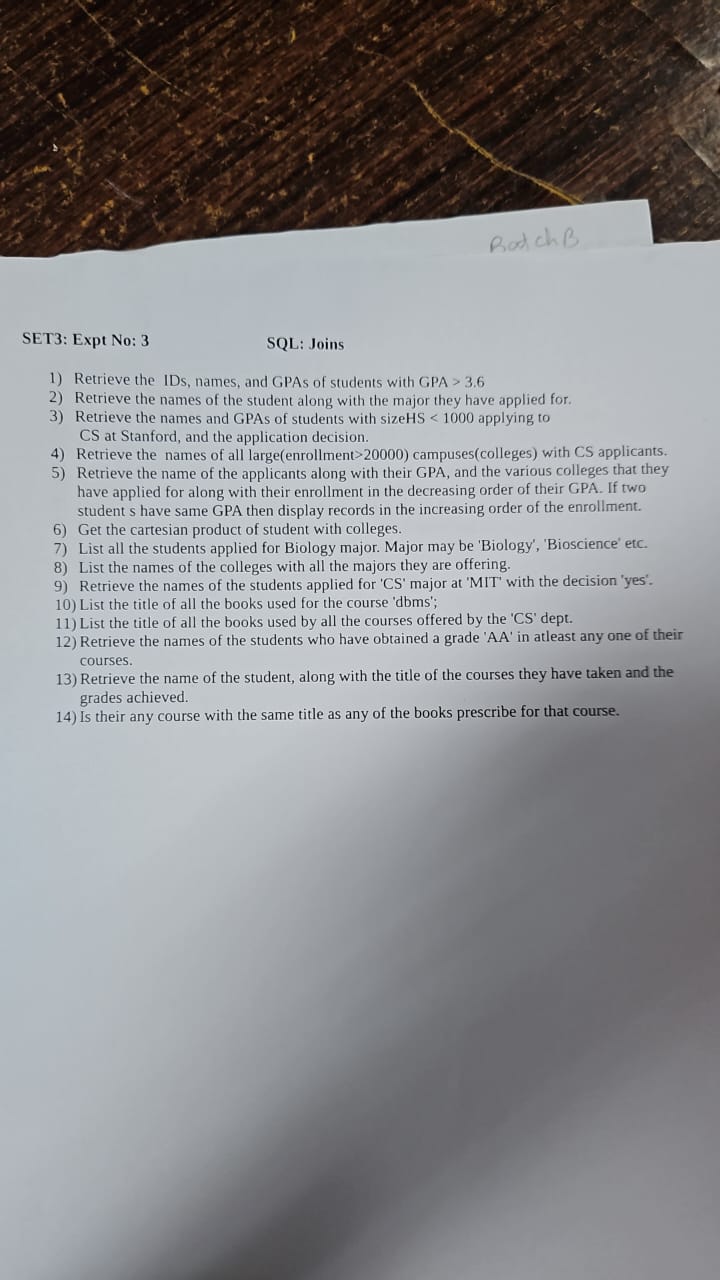 Batch B
SET3: Expt No: 3 SQL: Joins
1) Retrieve the IDs, names, and GPAs of students with GPA > 3.6
2) Retrieve the names of the student along with the major they have applied for.
3) Retrieve the names and GPAs of students with sizeHS < 1000 applying to
CS at Stanford, and the application decision.
4) Retrieve the names of all large(enrollment>20000) campuses(colleges) with CS applicants.
5) Retrieve the name of the applicants along with their GPA, and the various colleges that they
have applied for along with their enrollment in the decreasing order of their GPA. If two
student s have same GPA then display records in the increasing order of the enrollment.
6) Get the cartesian product of student with colleges.
7) List all the students applied for Biology major. Major may be 'Biology', 'Bioscience' etc.
8) List the names of the colleges with all the majors they are offering.
9) Retrieve the names of the students applied for 'CS' major at 'MIT' with the decision 'yes'.
10) List the title of all the books used for the course 'dbms';
11) List the title of all the books used by all the courses offered by the 'CS' dept.
12) Retrieve the names of the students who have obtained a grade 'AA' in atleast any one of their
courses.
13) Retrieve the name of the student, along with the title of the courses they have taken and the
grades achieved.
14) Is their any course with the same title as any of the books prescribe for that course.